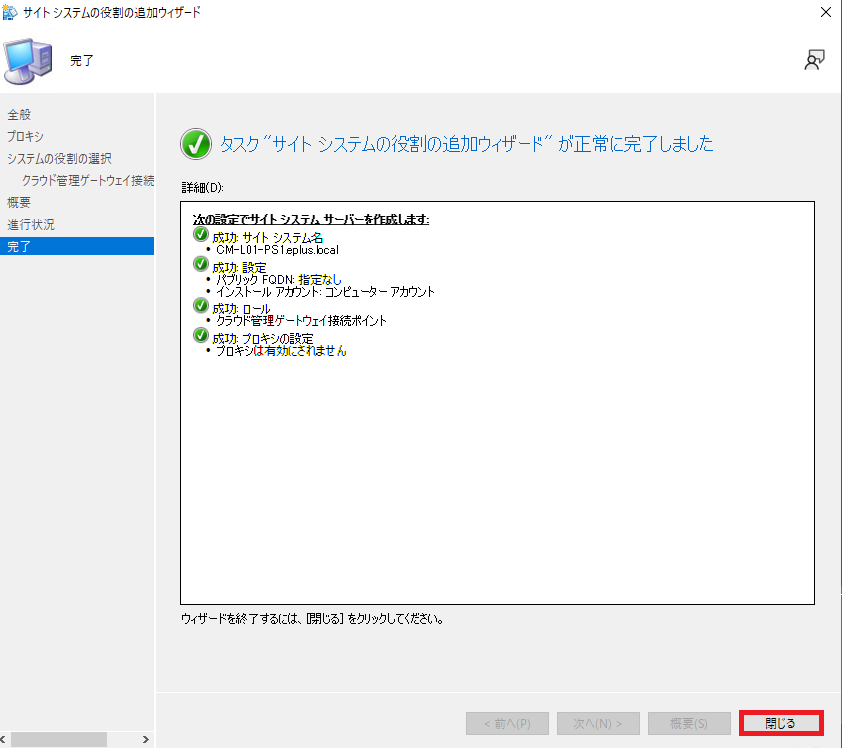 サイト システムの役割の追加ウィザード
完了
全般
プロキシ
システムの役割の選択
クラウド管理ゲートウェイ接続
概要
進行状況
完了
タスク "サイト システムの役割の追加ウィザード" が正常に完了しました
詳細(D):
次の設定でサイト システム サーバーを作成します:
成功: サイト システム名
• CM-L01-PS1.eplus.local
成功: 設定
• パブリック FQDN: 指定なし
• インストール アカウント: コンピューター アカウント
成功: ロール
• クラウド管理ゲートウェイ接続ポイント
成功: プロキシの設定
• プロキシは有効にされません
ウィザードを終了するには、[閉じる] をクリックしてください。
< 前へ(P)
次へ(N) >
概要(S)
閉じる